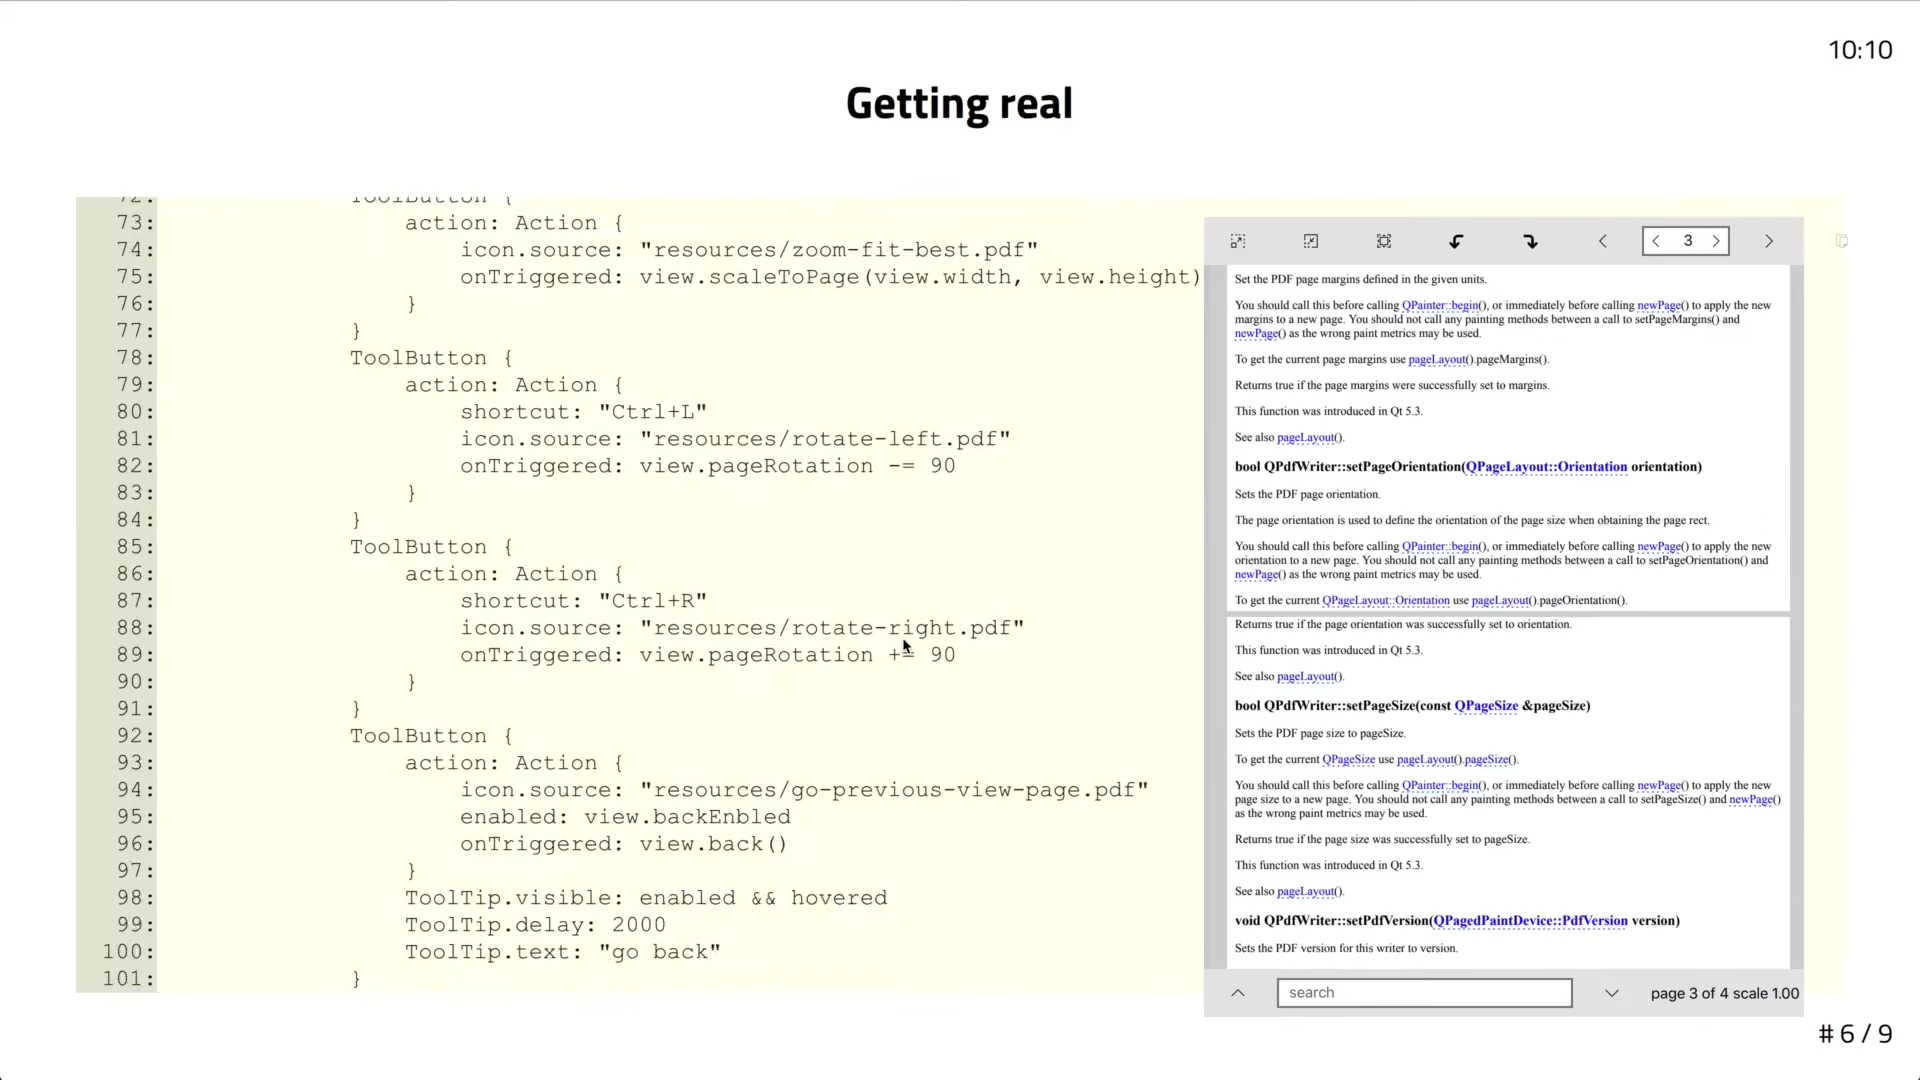 10:10
Getting real
72: ToolButton {
73: action: Action {
74: icon.source: "resources/zoom-fit-best.pdf"
75: onTriggered: view.scaleToPage(view.width, view.height)
76: }
77: }
78: ToolButton {
79: action: Action {
80: shortcut: "Ctrl+L"
81: icon.source: "resources/rotate-left.pdf"
82: onTriggered: view.pageRotation -= 90
83: }
84: }
85: ToolButton {
86: action: Action {
87: shortcut: "Ctrl+R"
88: icon.source: "resources/rotate-right.pdf"
89: onTriggered: view.pageRotation += 90
90: }
91: }
92: ToolButton {
93: action: Action {
94: icon.source: "resources/go-previous-view-page.pdf"
95: enabled: view.backEnbled
96: onTriggered: view.back()
97: }
98: ToolTip.visible: enabled && hovered
99: ToolTip.delay: 2000
100: ToolTip.text: "go back"
101: }
3
Set the PDF page margins defined in the given units.
You should call this before calling QPainter::begin(), or immediately before calling newPage() to apply the new
margins to a new page. You should not call any painting methods between a call to setPageMargins() and
newPage() as the wrong paint metrics may be used.
To get the current page margins use pageLayout().pageMargins().
Returns true if the page margins were successfully set to margins.
This function was introduced in Qt 5.3.
See also pageLayout().
bool QPdfWriter::setPageOrientation(QPageLayout::Orientation orientation)
Sets the PDF page orientation.
The page orientation is used to define the orientation of the page size when obtaining the page rect.
You should call this before calling QPainter::begin(), or immediately before calling newPage() to apply the new
orientation to a new page. You should not call any painting methods between a call to setPageOrientation() and
newPage() as the wrong paint metrics may be used.
To get the current QPageLayout::Orientation use pageLayout().pageOrientation().
Returns true if the page orientation was successfully set to orientation.
This function was introduced in Qt 5.3.
See also pageLayout().
bool QPdfWriter::setPageSize(const QPageSize &pageSize)
Sets the PDF page size to pageSize.
To get the current QPageSize use pageLayout().pageSize().
You should call this before calling QPainter::begin(), or immediately before calling newPage() to apply the new
page size to a new page. You should not call any painting methods between a call to setPageSize() and newPage()
as the wrong paint metrics may be used.
Returns true if the page size was successfully set to pageSize.
This function was introduced in Qt 5.3.
See also pageLayout().
void QPdfWriter::setPdfVersion(QPagedPaintDevice::PdfVersion version)
Sets the PDF version for this writer to version.
search
page 3 of 4 scale 1.00
# 6 / 9